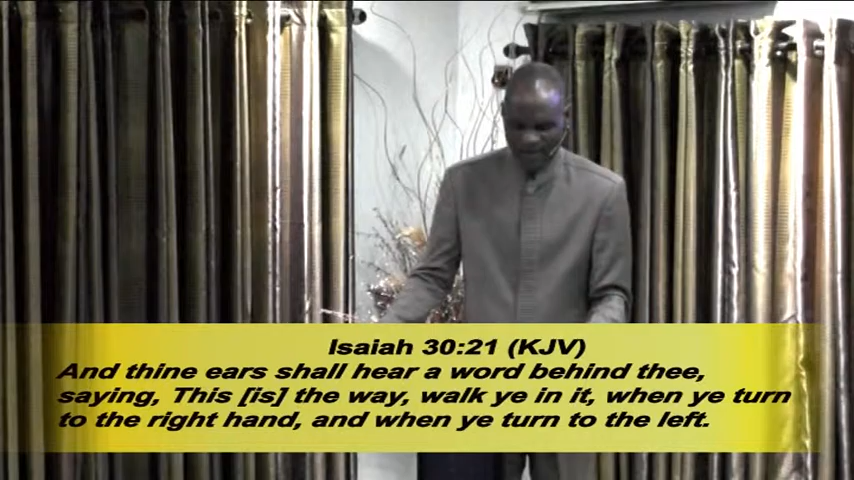 Isaiah 30:21 (KJV)
And thine ears shall hear a word behind thee,
saying, This [is] the way, walk ye in it, when ye turn
to the right hand, and when ye turn to the left.